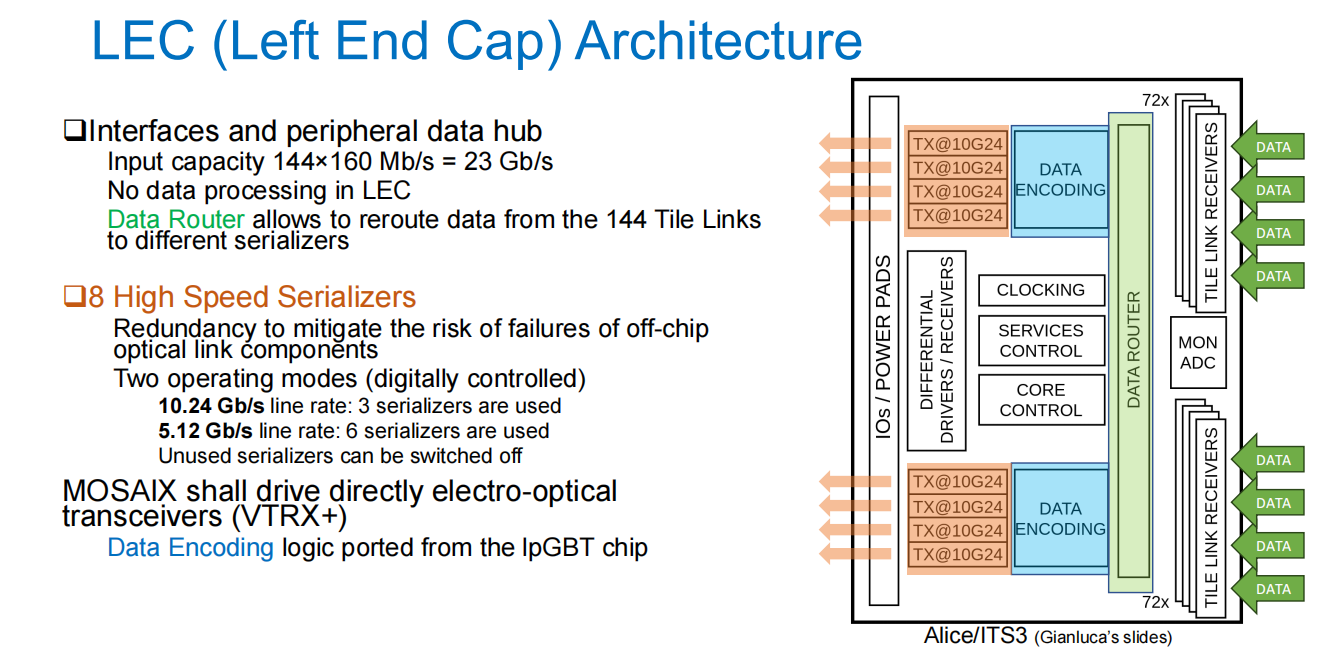 LEC (Left End Cap) Architecture
❑Interfaces and peripheral data hub
Input capacity 144×160 Mb/s = 23 Gb/s
No data processing in LEC
Data Router allows to reroute data from the 144 Tile Links
to different serializers
❑8 High Speed Serializers
Redundancy to mitigate the risk of failures of off-chip
optical link components
Two operating modes (digitally controlled)
10.24 Gb/s line rate: 3 serializers are used
5.12 Gb/s line rate: 6 serializers are used
Unused serializers can be switched off
MOSAIX shall drive directly electro-optical
transceivers (VTRX+)
Data Encoding logic ported from the lpGBT chip
IOs / POWER PADS
TX@10G24
TX@10G24
TX@10G24
TX@10G24
DATA
ENCODING
DIFFERENTIAL
DRIVERS / RECEIVERS
CLOCKING
SERVICES
CONTROL
CORE
CONTROL
TX@10G24
TX@10G24
TX@10G24
TX@10G24
DATA
ENCODING
DATA ROUTER
72x
TILE LINK RECEIVERS
MON
ADC
TILE LINK RECEIVERS
72x
DATA
DATA
DATA
DATA
DATA
DATA
DATA
DATA
Alice/ITS3 (Gianluca's slides)